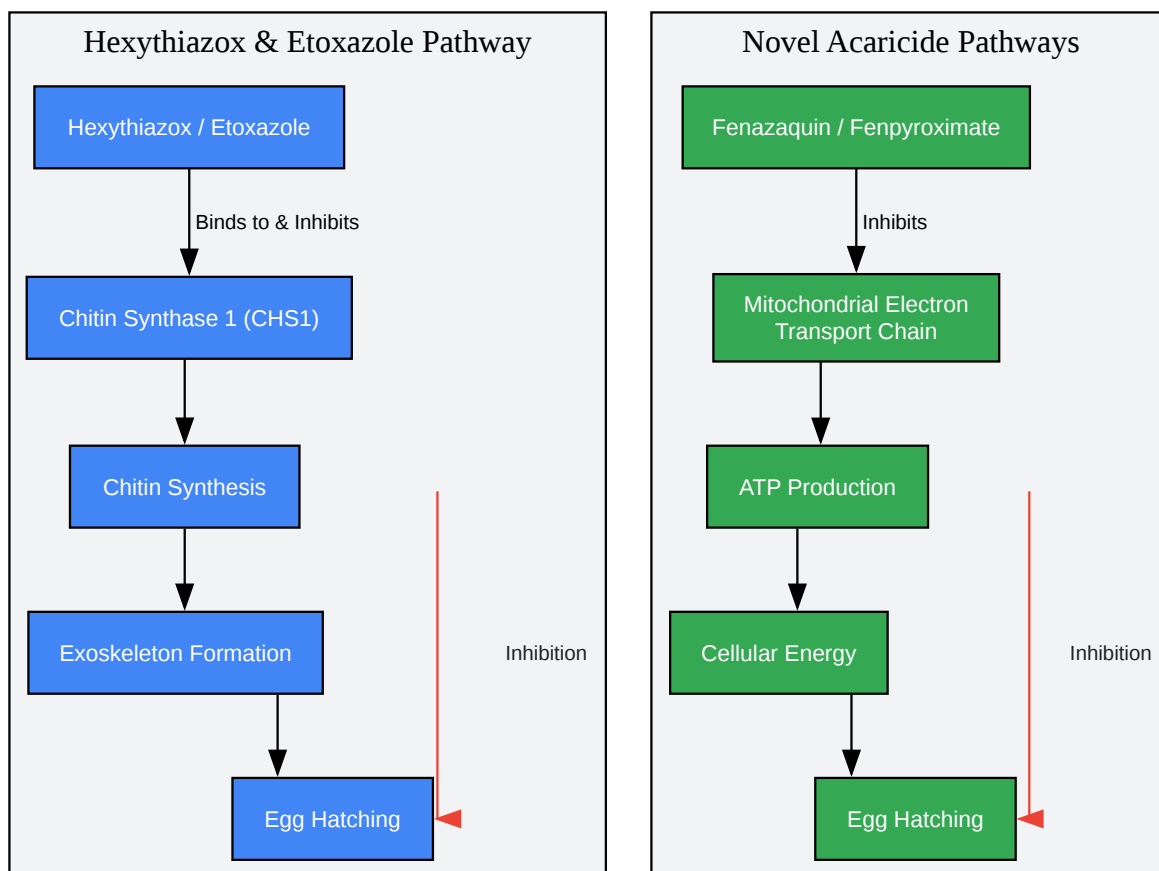 Hexythiazox & Etoxazole Pathway
Hexythiazox / Etoxazole
Binds to & Inhibits
Chitin Synthase 1 (CHS1)
Chitin Synthesis
Exoskeleton Formation
Inhibition
Egg Hatching
Novel Acaricide Pathways
Fenazaquin / Fenpyroximate
Inhibits
Mitochondrial Electron
Transport Chain
ATP Production
Cellular Energy
Inhibition
Egg Hatching